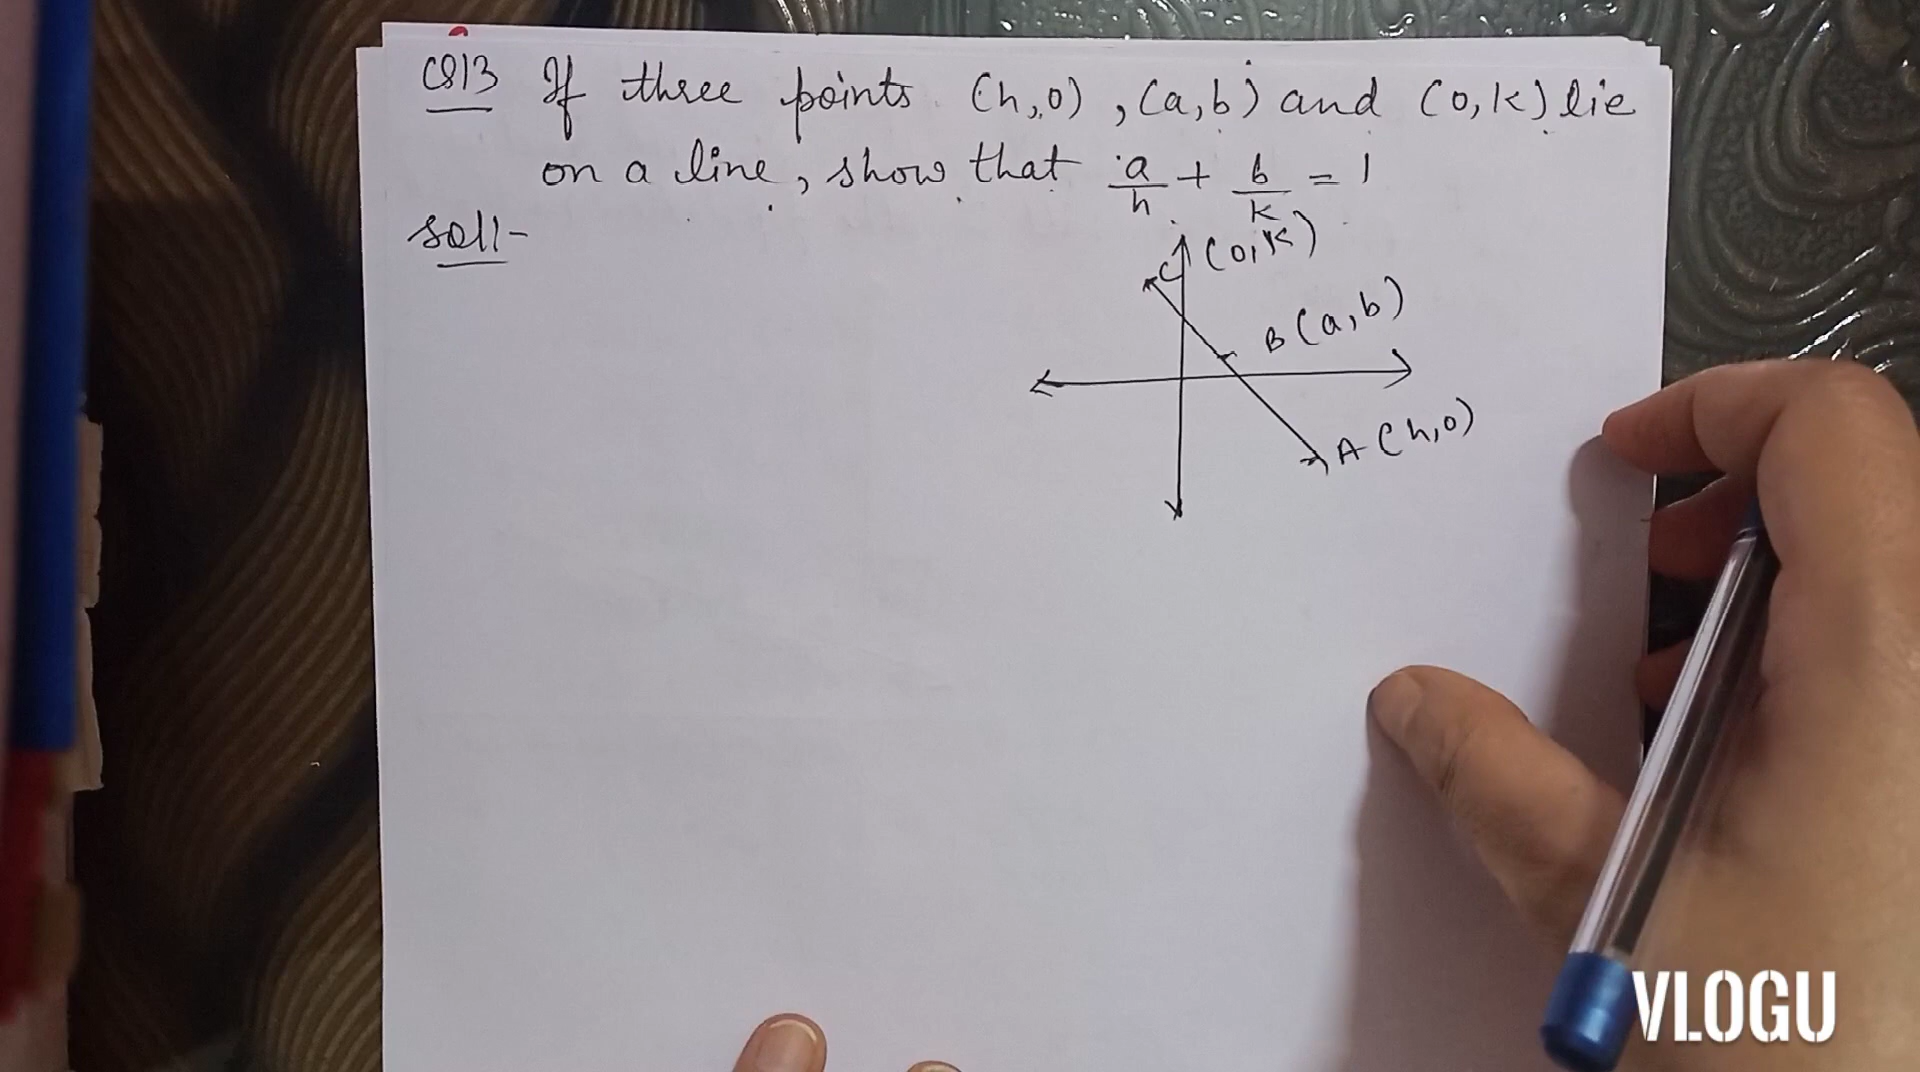 Q13 If three points (h,0), (a,b) and (0,k) lie
on a line, show that a/h + b/k = 1
Sol:-
C (0,k)
B (a,b)
A (h,0)
VLOGU